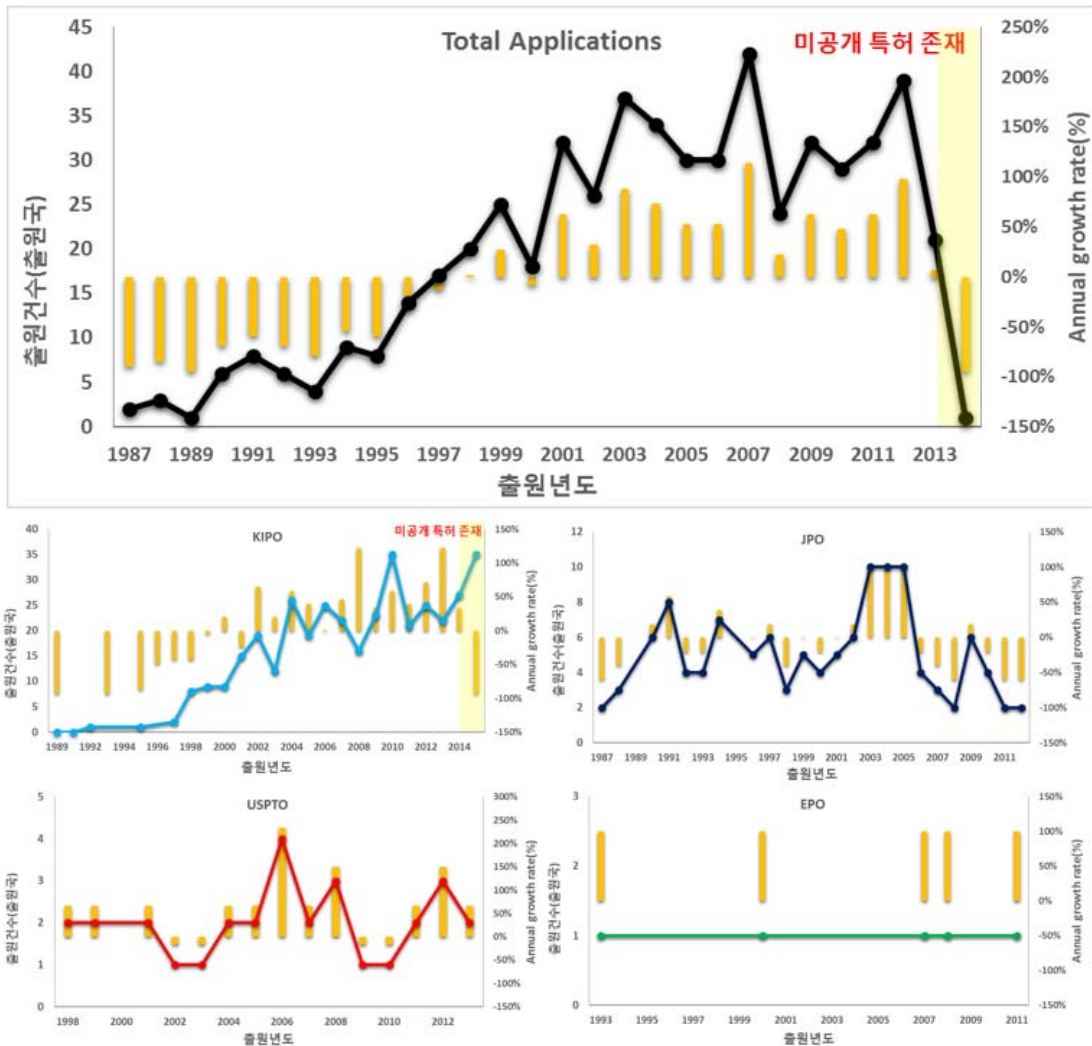 Total Applications
미공개 특허 존재
출원건수(출원국)
45
40
35
30
25
20
15
10
5
0
250%
200%
150%
100%
50%
0%
-50%
-100%
-150%
Annual growth rate(%)
1987 1989 1991 1993 1995 1997 1999 2001 2003 2005 2007 2009 2011 2013
출원년도
KIPO
미공개 특허 존재
출원건수(출원국)
40
35
30
25
20
15
10
5
0
150%
100%
50%
0%
-50%
-100%
-150%
Annual growth rate(%)
1989 1992 1994 1996 1998 2000 2002 2004 2006 2008 2010 2012 2014
출원년도
JPO
출원건수(출원국)
12
10
8
6
4
2
0
150%
100%
50%
0%
-50%
-100%
-150%
Annual growth rate(%)
1987 1989 1991 1993 1995 1997 1999 2001 2003 2005 2007 2009 2011
출원년도
USPTO
출원건수(출원국)
5
4
3
2
1
0
300%
250%
200%
150%
100%
50%
0%
-50%
-100%
-150%
Annual growth rate(%)
1998 2000 2002 2004 2006 2008 2010 2012
출원년도
EPO
출원건수(출원국)
3
2
1
0
150%
100%
50%
0%
-50%
-100%
-150%
Annual growth rate(%)
1993 1995 1997 1999 2001 2003 2005 2007 2009 2011
출원년도